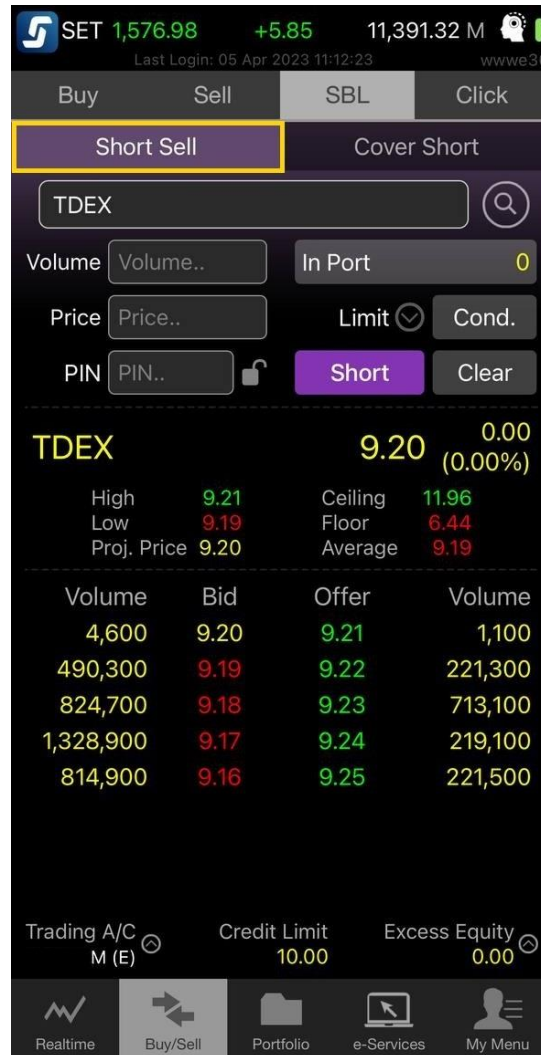 SET 1,576.98 +5.85 11,391.32 M
Last Login: 05 Apr 2023 11:12:23 wwwe3
Buy Sell SBL Click
Short Sell Cover Short
TDEX
Volume Volume.. In Port 0
Price Price.. Limit Cond.
PIN PIN.. Short Clear
TDEX 9.20 0.00
(0.00%)
High 9.21 Ceiling 11.96
Low 9.19 Floor 6.44
Proj. Price 9.20 Average 9.19
Volume Bid Offer Volume
4,600 9.20 9.21 1,100
490,300 9.19 9.22 221,300
824,700 9.18 9.23 713,100
1,328,900 9.17 9.24 219,100
814,900 9.16 9.25 221,500
Trading A/C Credit Limit Excess Equity
M (E) 10.00 0.00
Realtime Buy/Sell Portfolio e-Services My Menu